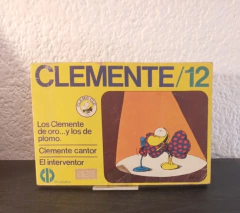 CLEMENTE/12
Los Clemente
de oro...y los de
plomo.
Clemente cantor
El interventor